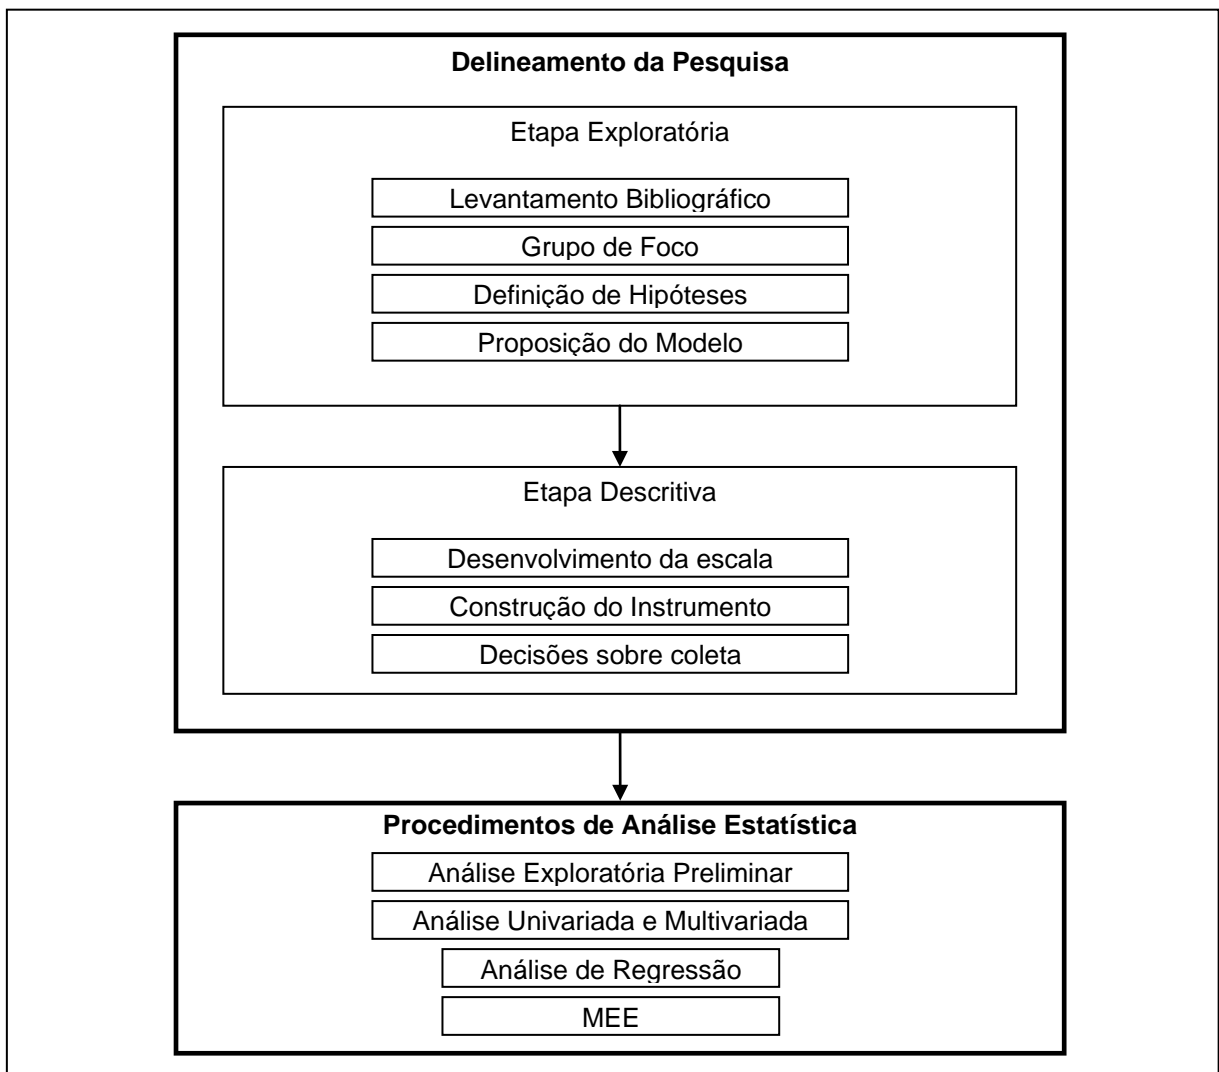 Delineamento da Pesquisa
Etapa Exploratória
Levantamento Bibliográfico
Grupo de Foco
Definição de Hipóteses
Proposição do Modelo
Etapa Descritiva
Desenvolvimento da escala
Construção do Instrumento
Decisões sobre coleta
Procedimentos de Análise Estatística
Análise Exploratória Preliminar
Análise Univariada e Multivariada
Análise de Regressão
MEE